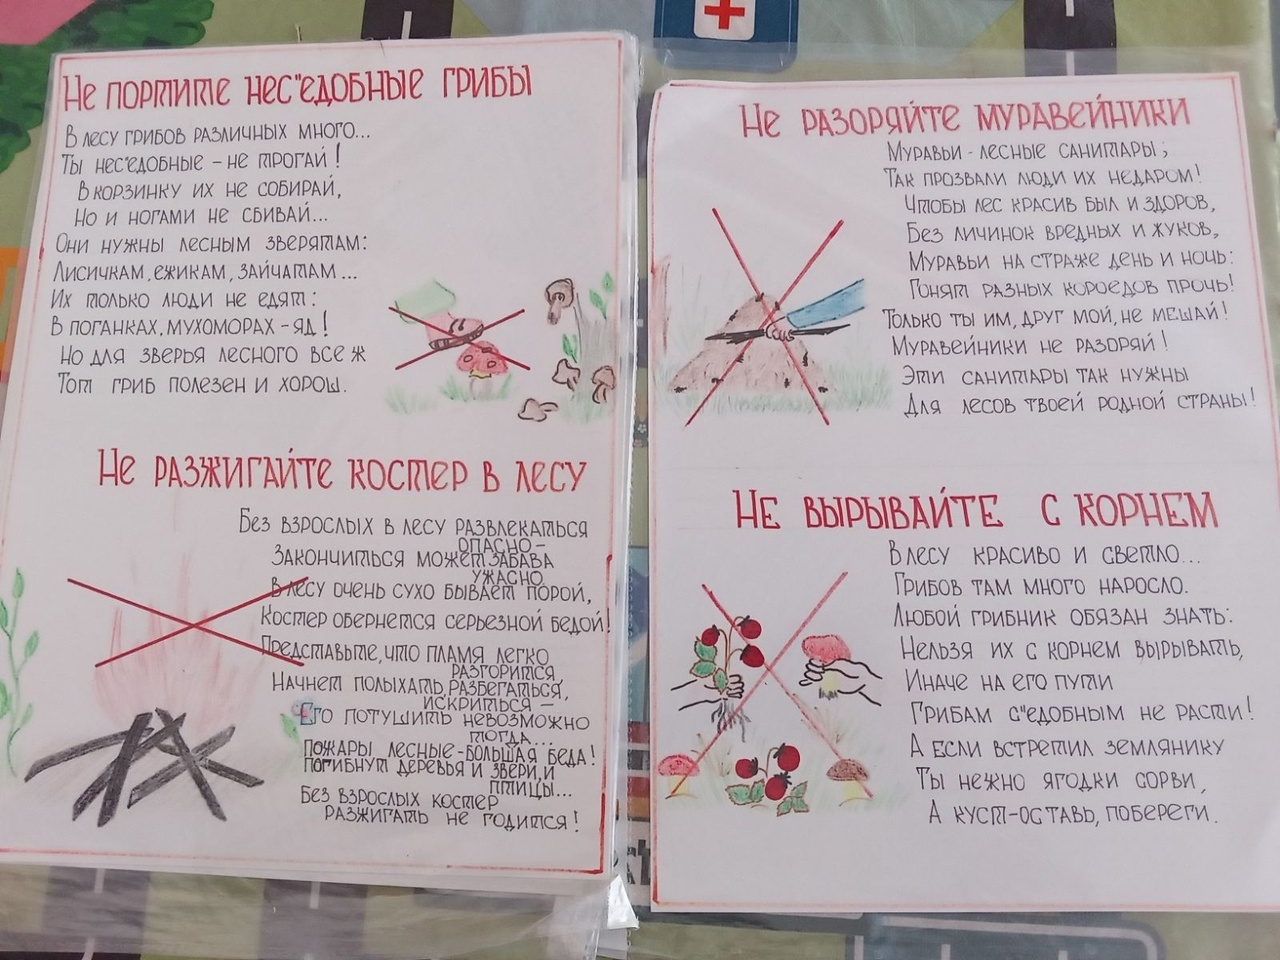 Не портите нес"едобные грибы
В лесу грибов различных много...
Ты нес"едобные - не трогай!
В корзинку их не собирай,
Но и ногами не сбивай...
Они нужны лесным зверятам:
Лисичкам, ежикам, зайчатам...
Их только люди не едят:
В поганках, мухоморах - яд!
Но для зверья лесного все ж
Тот гриб полезен и хорош.
Не разжигайте костер в лесу
Без взрослых в лесу развлекаться
опасно -
Закончиться может забава
ужасно.
В лесу очень сухо бывает порой,
Костер обернется серьезной бедой!
Представьте, что пламя легко
разгорится,
Начнет полыхать, разбегаться,
искриться -
Его потушить невозможно
тогда...
Пожары лесные - большая беда!
Погибнут деревья и звери, и
птицы...
Без взрослых костер
разжигать не годится!
Не разоряйте муравейники
Муравьи - лесные санитары;
Так прозвали люди их недаром!
Чтобы лес красив был и здоров,
Без личинок вредных и жуков,
Муравьи на страже день и ночь:
Гонят разных короедов прочь!
Только ты им, друг мой, не мешай!
Муравейники не разоряй!
Эти санитары так нужны
Для лесов твоей родной страны!
Не вырывайте с корнем
В лесу красиво и светло...
Грибов там много наросло.
Любой грибник обязан знать:
Нельзя их с корнем вырывать,
Иначе на его пути
Грибам с"едобным не расти!
А если встретил землянику
Ты нежно ягодки сорви,
А куст-оставь, побереги.